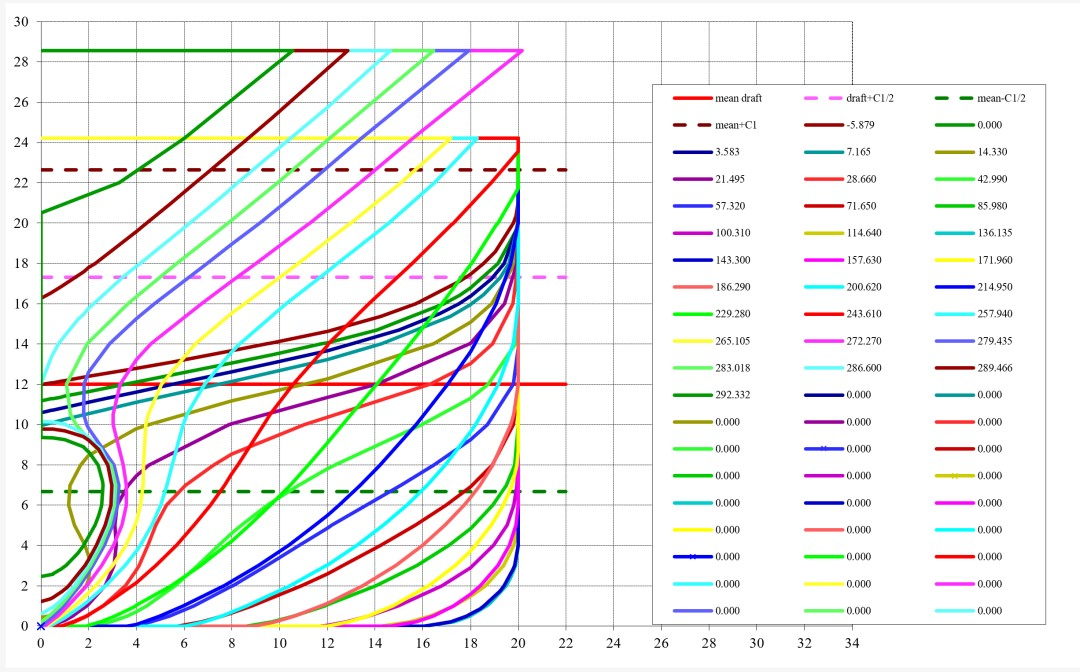 30
28
26
24
22
20
18
16
14
12
10
8
6
4
2
0
0 2 4 6 8 10 12 14 16 18 20 22 24 26 28 30 32 34
mean draft draft+C1/2 mean-C1/2
mean+C1 -5.879 0.000
3.583 7.165 14.330
21.495 28.660 42.990
57.320 71.650 85.980
100.310 114.640 136.135
143.300 157.630 171.960
186.290 200.620 214.950
229.280 243.610 257.940
265.105 272.270 279.435
283.018 286.600 289.466
292.332 0.000 0.000
0.000 0.000 0.000
0.000 0.000 0.000
0.000 0.000 0.000
0.000 0.000 0.000
0.000 0.000 0.000
0.000 0.000 0.000
0.000 0.000 0.000
0.000 0.000 0.000